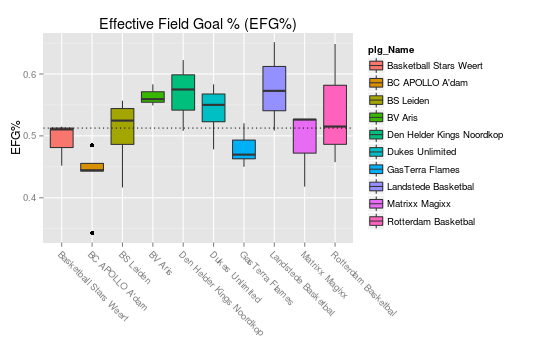 Effective Field Goal % (EFG%)
EFG%
0.6
0.5
0.4
Basketball Stars Weert
BC APOLLO A'dam
BS Leiden
BV Aris
Den Helder Kings Noordkop
Dukes Unlimited
GasTerra Flames
Landstede Basketbal
Matrixx Magixx
Rotterdam Basketbal
plg_Name
Basketball Stars Weert
BC APOLLO A'dam
BS Leiden
BV Aris
Den Helder Kings Noordkop
Dukes Unlimited
GasTerra Flames
Landstede Basketbal
Matrixx Magixx
Rotterdam Basketbal